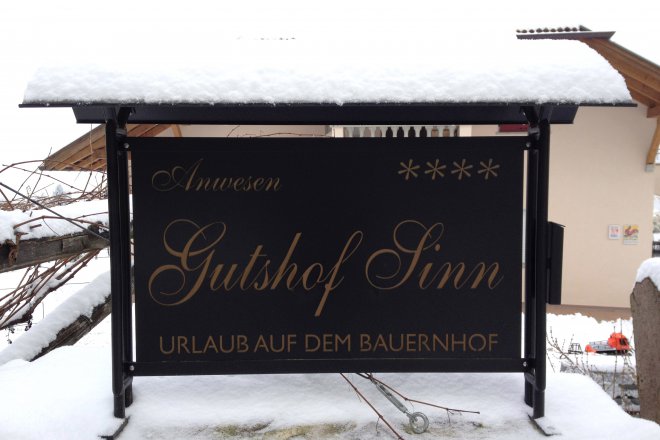 Anwesen ****
Gutshof Sinn
URLAUB AUF DEM BAUERNHOF